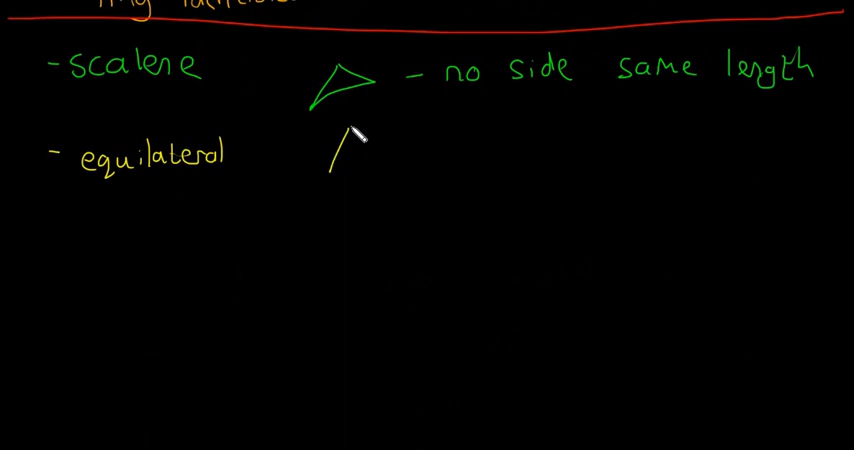 - scalene - no side same length
- equilateral